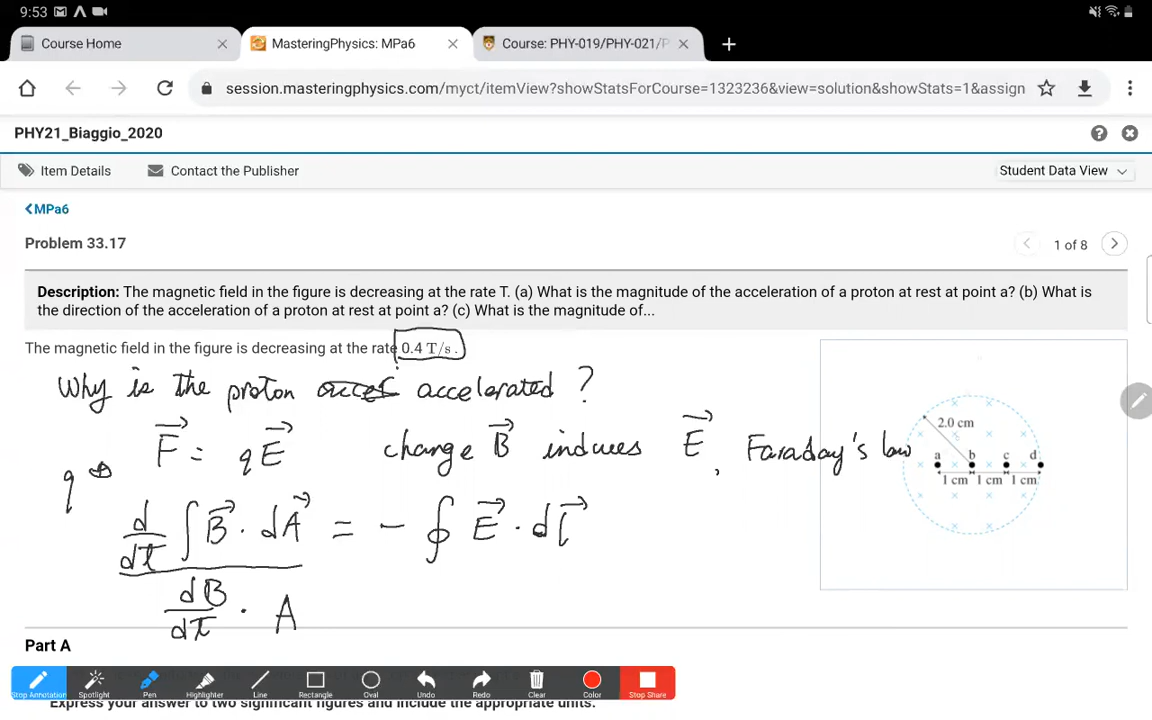 9:53
Course Home
MasteringPhysics: MPa6
Course: PHY-019/PHY-021/P
session.masteringphysics.com/myct/itemView?showStatsForCourse=1323236&view=solution&showStats=1&assign
PHY21_Biaggio_2020
Item Details
Contact the Publisher
Student Data View
MPa6
Problem 33.17
1 of 8
Description: The magnetic field in the figure is decreasing at the rate T. (a) What is the magnitude of the acceleration of a proton at rest at point a? (b) What is
the direction of the acceleration of a proton at rest at point a? (c) What is the magnitude of...
The magnetic field in the figure is decreasing at the rate 0.4 T/s .
Why is the proton accelerated ?
F⃗ = qE⃗ change B⃗ induces E⃗ , Faraday's law
q ⊕
d/dt ∫ B⃗ · dA⃗ = − ∮ E⃗ · dl⃗
dB/dt · A
2.0 cm
a b c d
1 cm 1 cm 1 cm
Part A
Stop Annotation Spotlight Pen Highlighter Line Rectangle Oval Undo Redo Clear Color Stop Share
Express your answer to two significant figures and include the appropriate units.